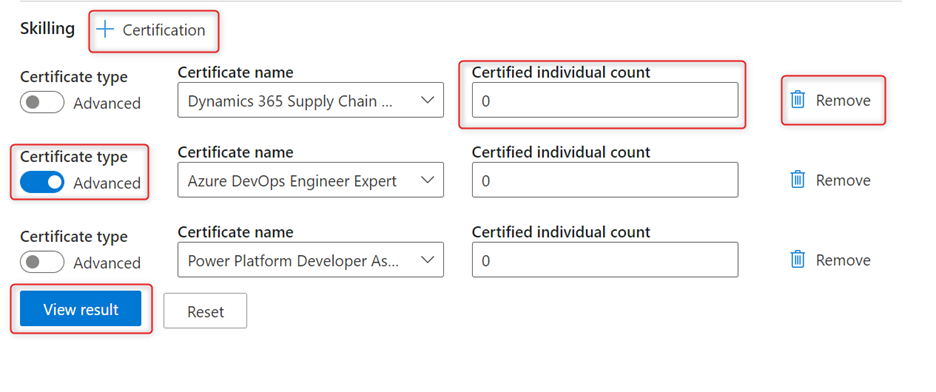 Skilling + Certification
Certificate type Certificate name Certified individual count
Advanced Dynamics 365 Supply Chain ... 0 Remove
Certificate type Certificate name Certified individual count
Advanced Azure DevOps Engineer Expert 0 Remove
Certificate type Certificate name Certified individual count
Advanced Power Platform Developer As... 0 Remove
View result Reset